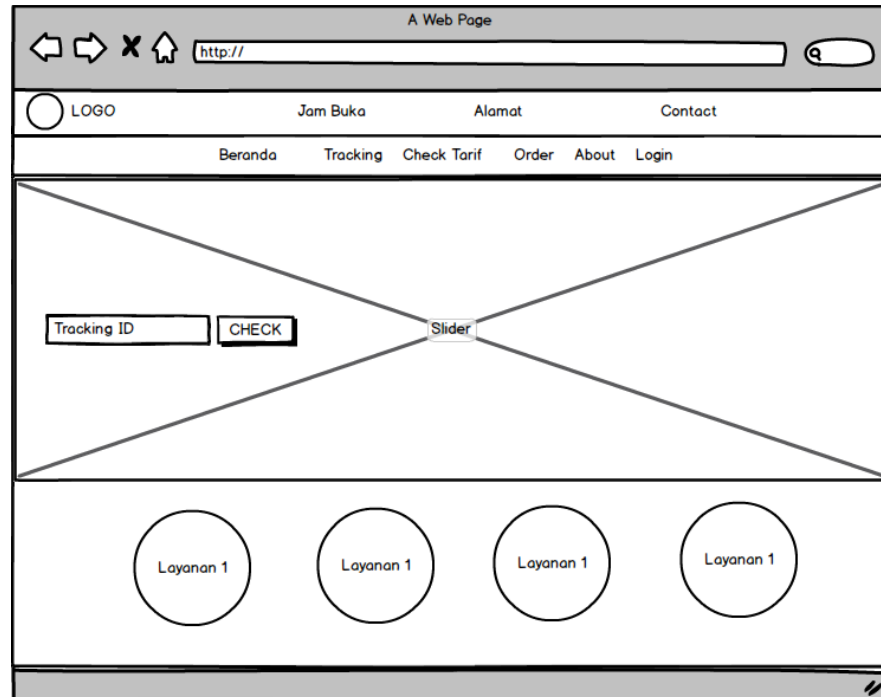 A Web Page
http://
LOGO Jam Buka Alamat Contact
Beranda Tracking Check Tarif Order About Login
Tracking ID CHECK Slider
Layanan 1 Layanan 1 Layanan 1 Layanan 1